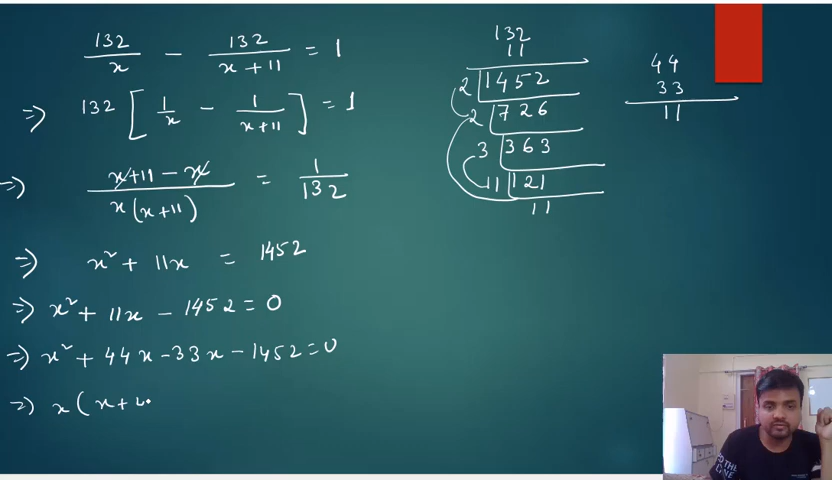 132/x - 132/(x + 11) = 1
⇒ 132 [ 1/x - 1/(x+11) ] = 1
⇒ (x+11 - x)/(x(x+11)) = 1/132
⇒ x² + 11x = 1452
⇒ x² + 11x - 1452 = 0
⇒ x² + 44x - 33x - 1452 = 0
⇒ x ( x + 4
132
11
2 1452
2 726
3 363
11 121
11
44
33
11